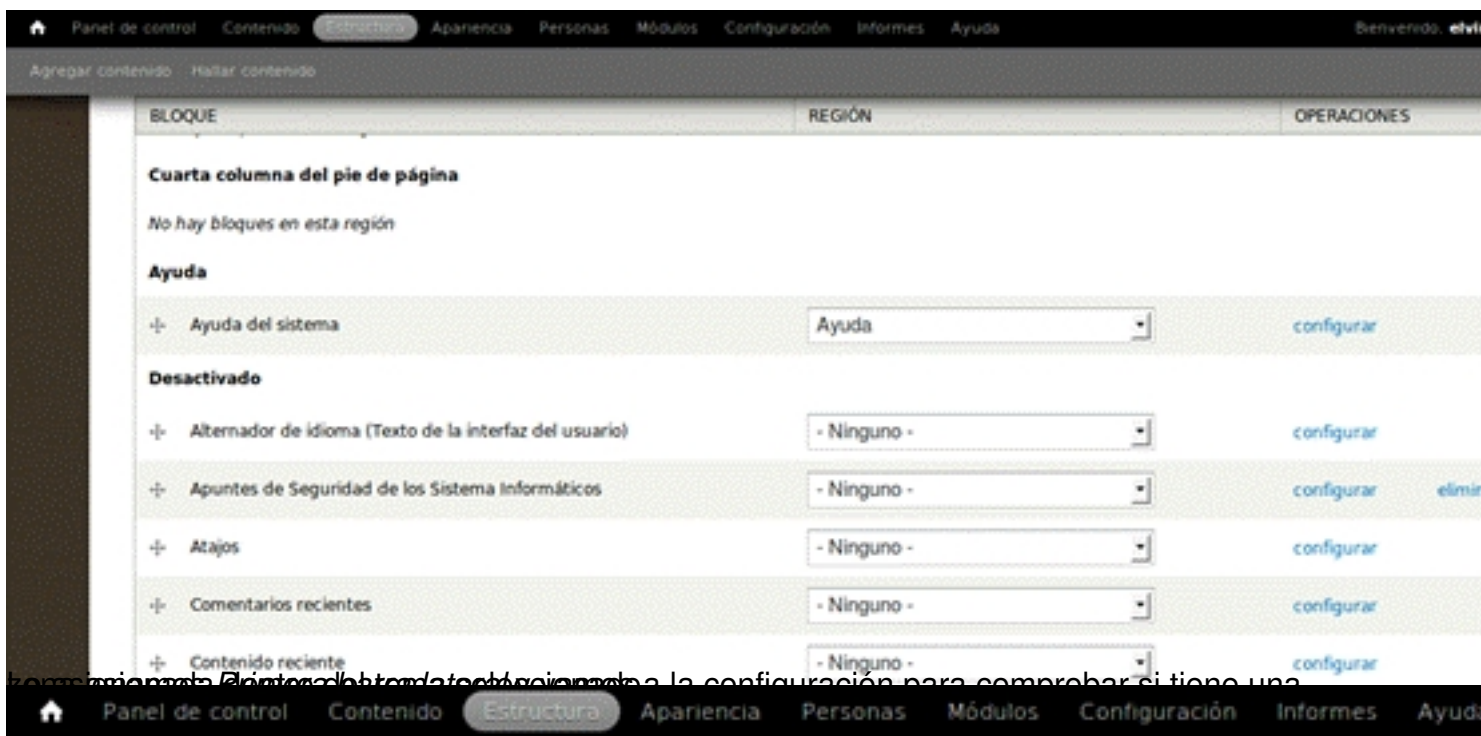 Panel de control Contenido Estructura Apariencia Personas Módulos Configuración Informes Ayuda Bienvenido,
Agregar contenido Hallar contenido
BLOQUE REGIÓN OPERACIONES
Cuarta columna del pie de página
No hay bloques en esta región
Ayuda
Ayuda del sistema Ayuda configurar
Desactivado
Alternador de idioma (Texto de la interfaz del usuario) - Ninguno - configurar
Apuntes de Seguridad de los Sistema Informáticos - Ninguno - configurar
Atajos - Ninguno - configurar
Comentarios recientes - Ninguno - configurar
Contenido reciente - Ninguno - configurar
a la configuración para comprobar si tiene una
Panel de control Contenido Estructura Apariencia Personas Módulos Configuración Informes